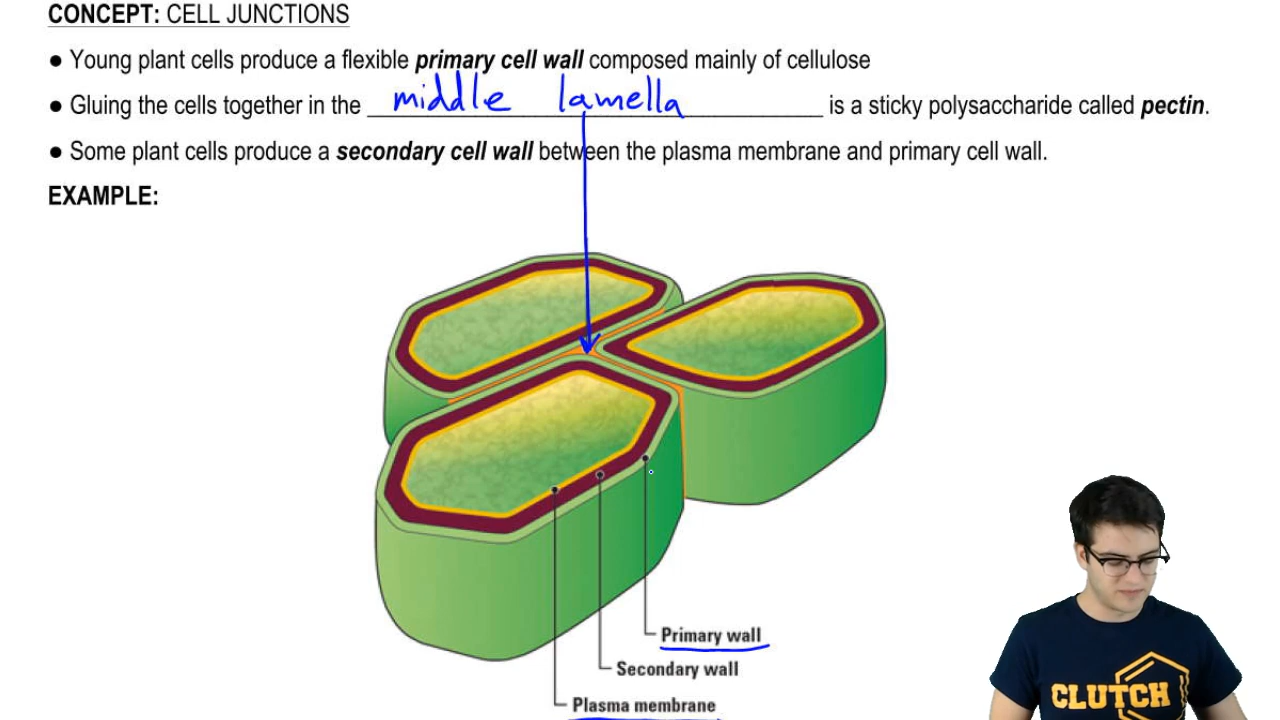 CONCEPT: CELL JUNCTIONS
● Young plant cells produce a flexible primary cell wall composed mainly of cellulose
● Gluing the cells together in the middle lamella is a sticky polysaccharide called pectin.
● Some plant cells produce a secondary cell wall between the plasma membrane and primary cell wall.
EXAMPLE:
Primary wall
Secondary wall
Plasma membrane
CLUTCH